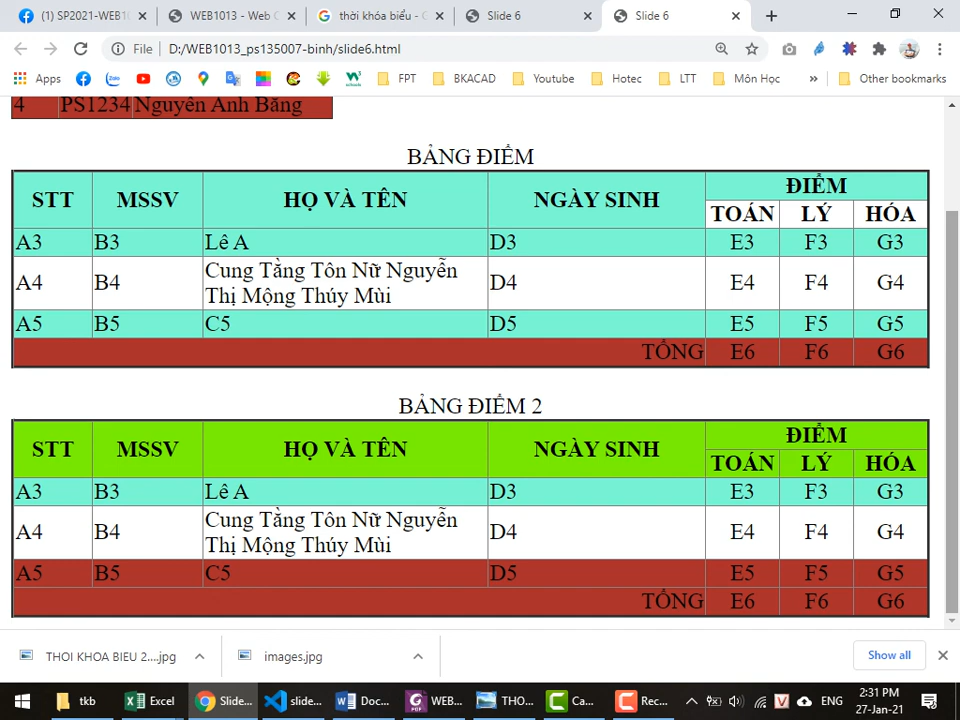 (1) SP2021-WEB10
WEB1013 - Web C
thời khóa biểu - G
Slide 6
Slide 6
File
D:/WEB1013_ps135007-binh/slide6.html
Apps
FPT
BKACAD
Youtube
Hotec
LTT
Môn Học
»
Other bookmarks
4 PS1234 Nguyễn Anh Bằng
BẢNG ĐIỂM
STT MSSV HỌ VÀ TÊN NGÀY SINH ĐIỂM
TOÁN LÝ HÓA
A3 B3 Lê A D3 E3 F3 G3
A4 B4 Cung Tằng Tôn Nữ Nguyễn D4 E4 F4 G4
Thị Mộng Thúy Mùi
A5 B5 C5 D5 E5 F5 G5
TỔNG E6 F6 G6
BẢNG ĐIỂM 2
STT MSSV HỌ VÀ TÊN NGÀY SINH ĐIỂM
TOÁN LÝ HÓA
A3 B3 Lê A D3 E3 F3 G3
A4 B4 Cung Tằng Tôn Nữ Nguyễn D4 E4 F4 G4
Thị Mộng Thúy Mùi
A5 B5 C5 D5 E5 F5 G5
TỔNG E6 F6 G6
THOI KHOA BIEU 2....jpg
images.jpg
Show all
tkb
Excel
Slide...
slide...
Doc...
WEB...
THO...
Ca...
Rec...
ENG
2:31 PM
27-Jan-21